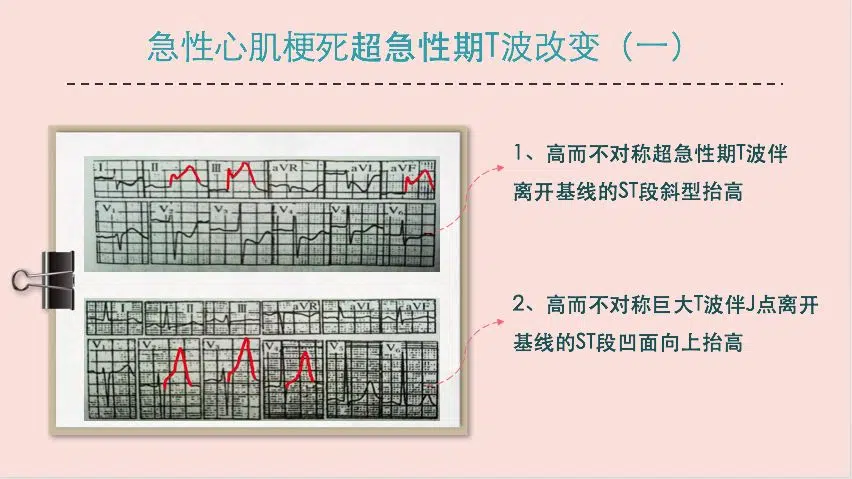 急性心肌梗死超急性期T波改变（一）
I II III aVR aVL aVF
V1 V2 V3 V4 V5 V6
1、高而不对称超急性期T波伴
离开基线的ST段斜型抬高
I II III aVR aVL aVF
V1 V2 V3 V4 V5 V6
2、高而不对称巨大T波伴J点离开
基线的ST段凹面向上抬高